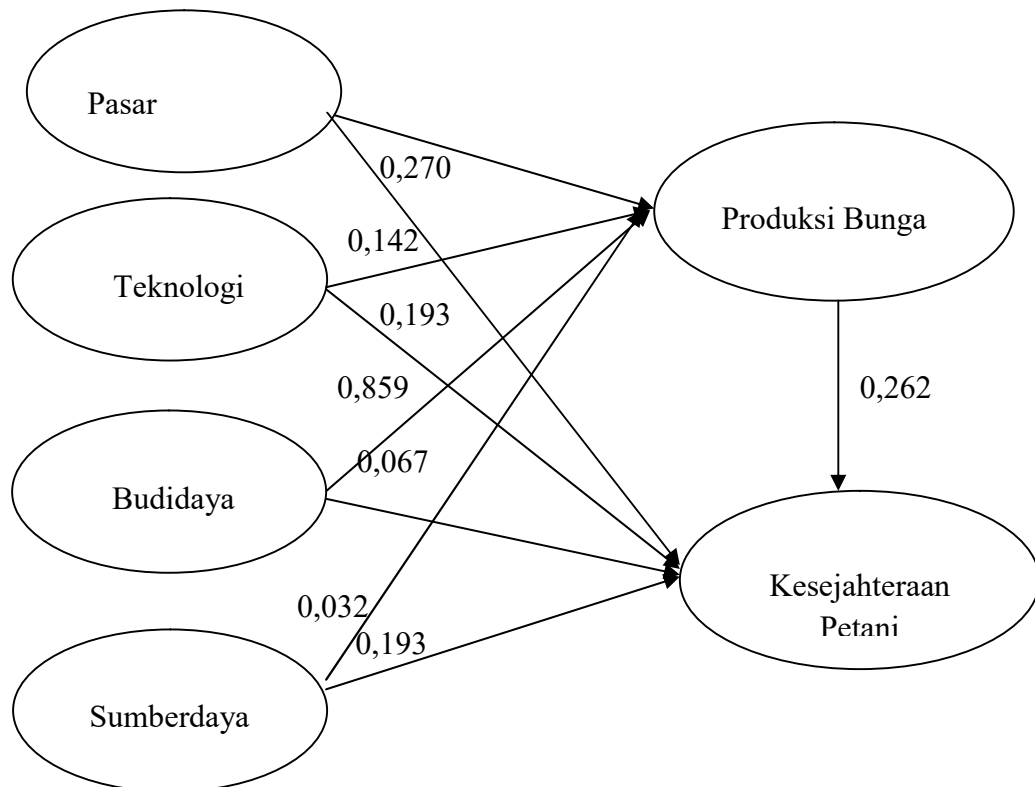 Pasar
0,270
Produksi Bunga
0,142
Teknologi
0,193
0,859
0,262
0,067
Budidaya
Kesejahteraan
Petani
0,032
0,193
Sumberdaya